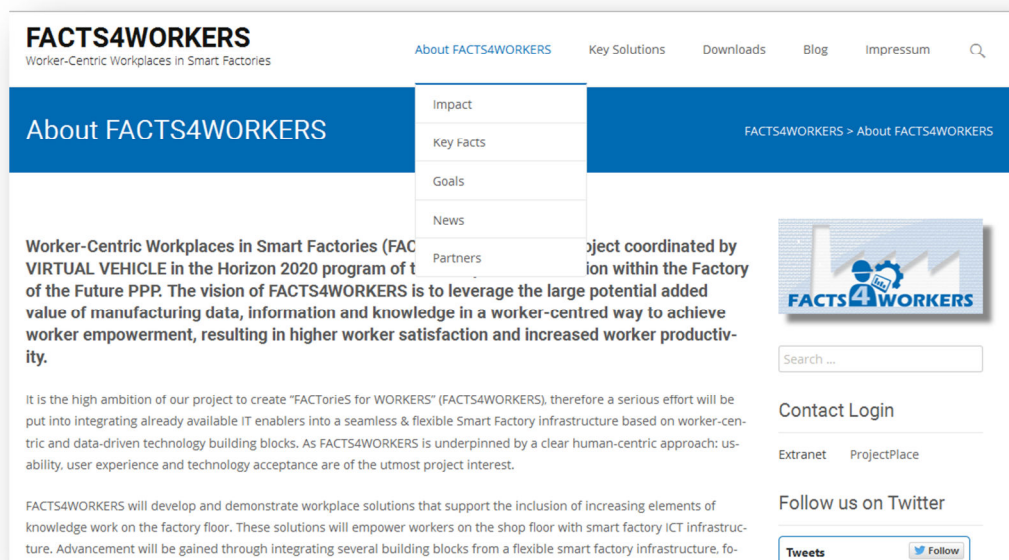 FACTS4WORKERS
Worker-Centric Workplaces in Smart Factories
About FACTS4WORKERS
Key Solutions
Downloads
Blog
Impressum
Impact
Key Facts
Goals
News
Partners
About FACTS4WORKERS
FACTS4WORKERS > About FACTS4WORKERS
Worker-Centric Workplaces in Smart Factories (FAC oject coordinated by
VIRTUAL VEHICLE in the Horizon 2020 program of t ion within the Factory
of the Future PPP. The vision of FACTS4WORKERS is to leverage the large potential added
value of manufacturing data, information and knowledge in a worker-centred way to achieve
worker empowerment, resulting in higher worker satisfaction and increased worker productiv-
ity.
It is the high ambition of our project to create “FACTorieS for WORKERS” (FACTS4WORKERS), therefore a serious effort will be
put into integrating already available IT enablers into a seamless & flexible Smart Factory infrastructure based on worker-cen-
tric and data-driven technology building blocks. As FACTS4WORKERS is underpinned by a clear human-centric approach: us-
ability, user experience and technology acceptance are of the utmost project interest.
FACTS4WORKERS will develop and demonstrate workplace solutions that support the inclusion of increasing elements of
knowledge work on the factory floor. These solutions will empower workers on the shop floor with smart factory ICT infrastruc-
ture. Advancement will be gained through integrating several building blocks from a flexible smart factory infrastructure, fo-
FACTS 4 WORKERS
Search ...
Contact Login
Extranet ProjectPlace
Follow us on Twitter
Tweets
Follow